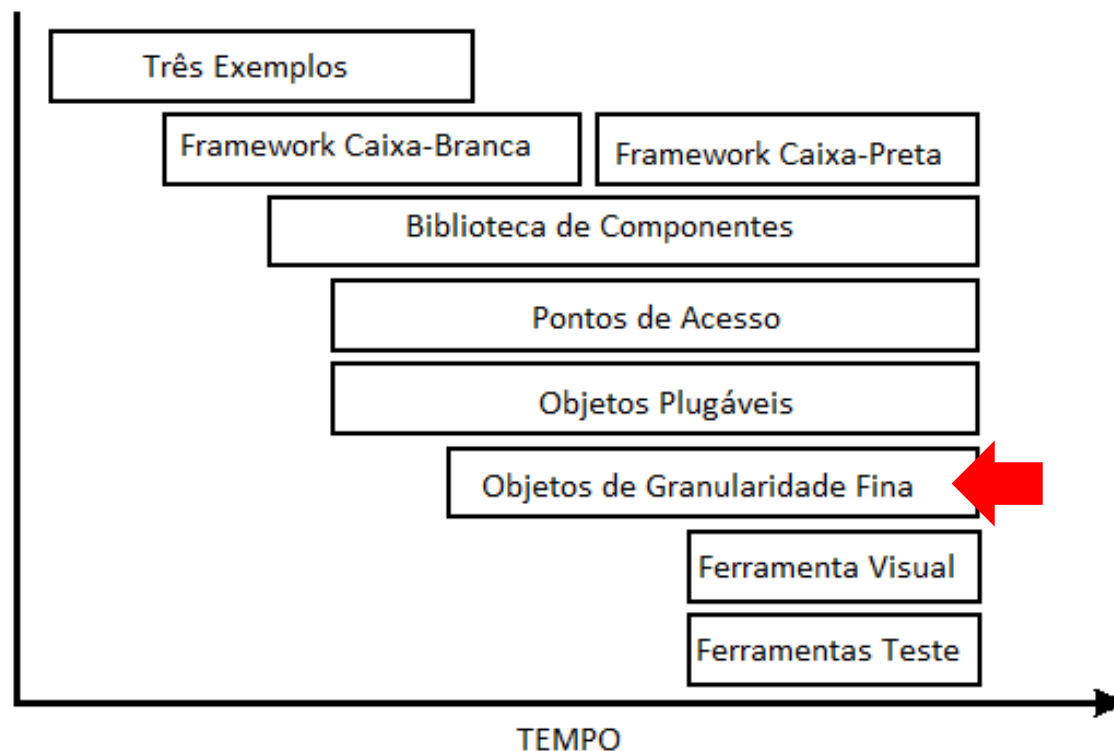 Três Exemplos
Framework Caixa-Branca
Framework Caixa-Preta
Biblioteca de Componentes
Pontos de Acesso
Objetos Plugáveis
Objetos de Granularidade Fina
Ferramenta Visual
Ferramentas Teste
TEMPO